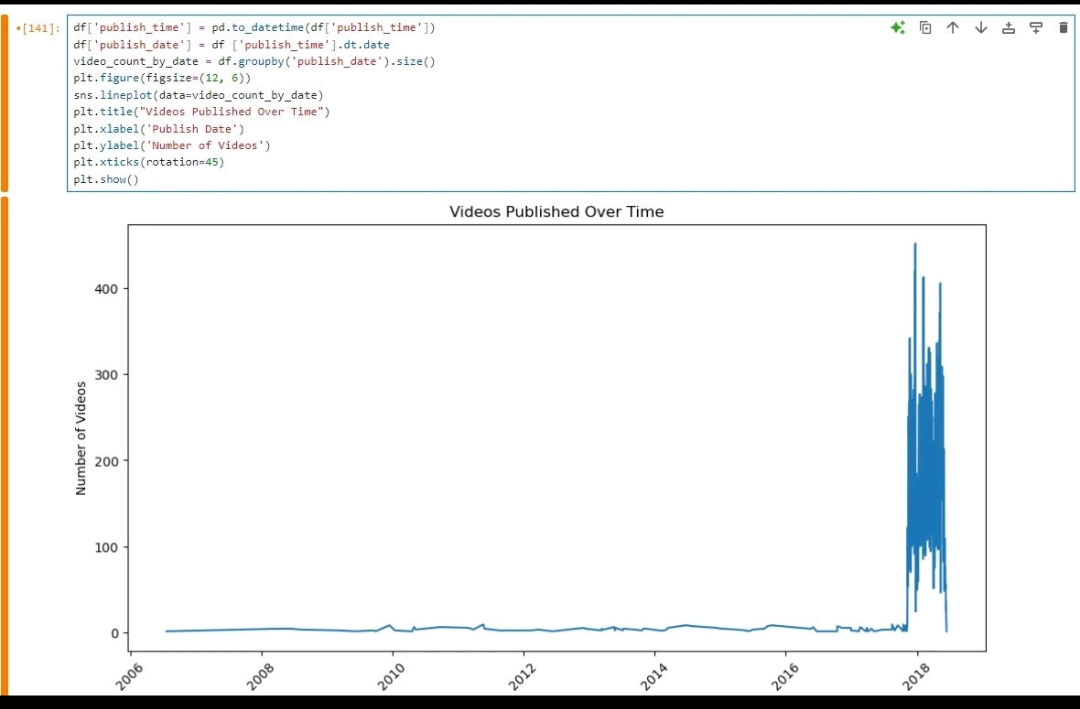 [141]:
df['publish_time'] = pd.to_datetime(df['publish_time'])
df['publish_date'] = df ['publish_time'].dt.date
video_count_by_date = df.groupby('publish_date').size()
plt.figure(figsize=(12, 6))
sns.lineplot(data=video_count_by_date)
plt.title("Videos Published Over Time")
plt.xlabel('Publish Date')
plt.ylabel('Number of Videos')
plt.xticks(rotation=45)
plt.show()
Videos Published Over Time
Number of Videos
400
300
200
100
0
2006 2008 2010 2012 2014 2016 2018